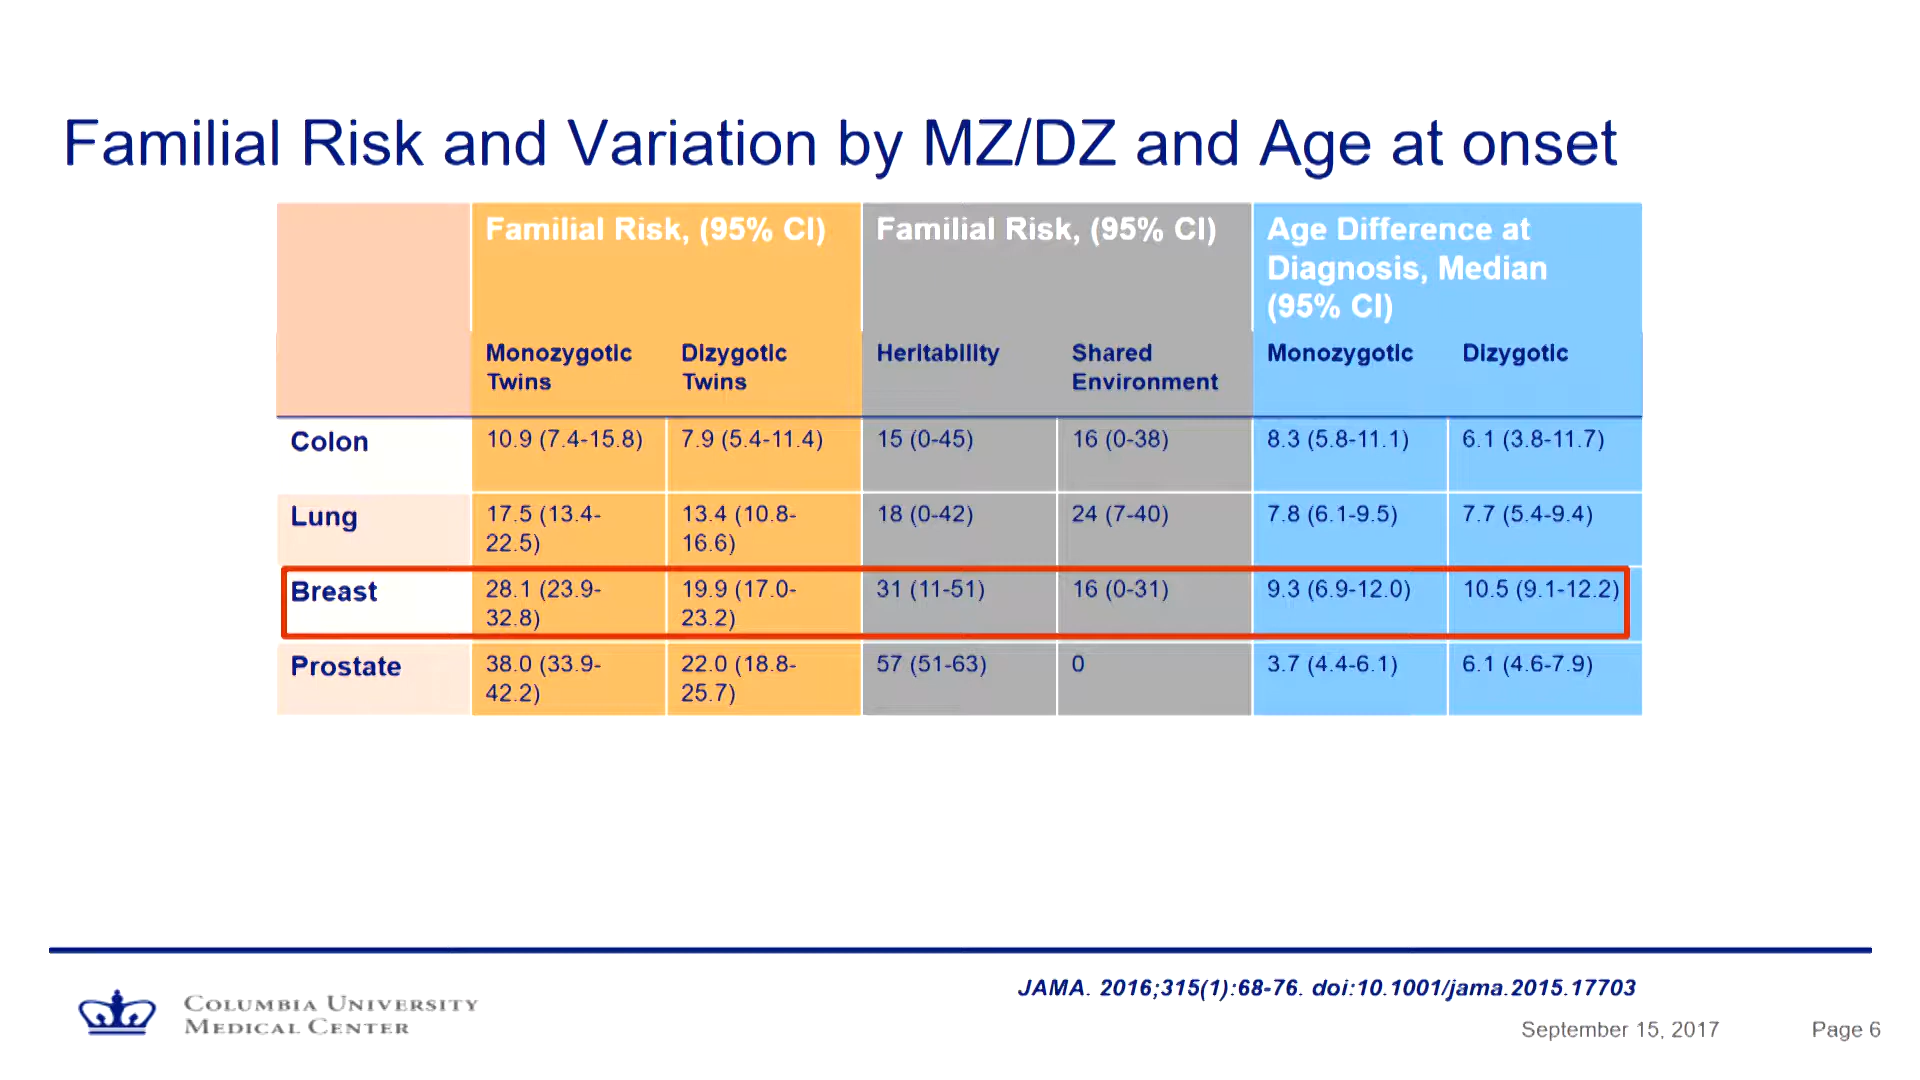 Familial Risk and Variation by MZ/DZ and Age at onset
Familial Risk, (95% CI)
Familial Risk, (95% CI)
Age Difference at
Diagnosis, Median
(95% CI)
Monozygotic
Twins
Dizygotic
Twins
Heritability
Shared
Environment
Monozygotic
Dizygotic
Colon
10.9 (7.4-15.8)
7.9 (5.4-11.4)
15 (0-45)
16 (0-38)
8.3 (5.8-11.1)
6.1 (3.8-11.7)
Lung
17.5 (13.4-
22.5)
13.4 (10.8-
16.6)
18 (0-42)
24 (7-40)
7.8 (6.1-9.5)
7.7 (5.4-9.4)
Breast
28.1 (23.9-
32.8)
19.9 (17.0-
23.2)
31 (11-51)
16 (0-31)
9.3 (6.9-12.0)
10.5 (9.1-12.2)
Prostate
38.0 (33.9-
42.2)
22.0 (18.8-
25.7)
57 (51-63)
0
3.7 (4.4-6.1)
6.1 (4.6-7.9)
JAMA. 2016;315(1):68-76. doi:10.1001/jama.2015.17703
COLUMBIA UNIVERSITY
MEDICAL CENTER
September 15, 2017
Page 6